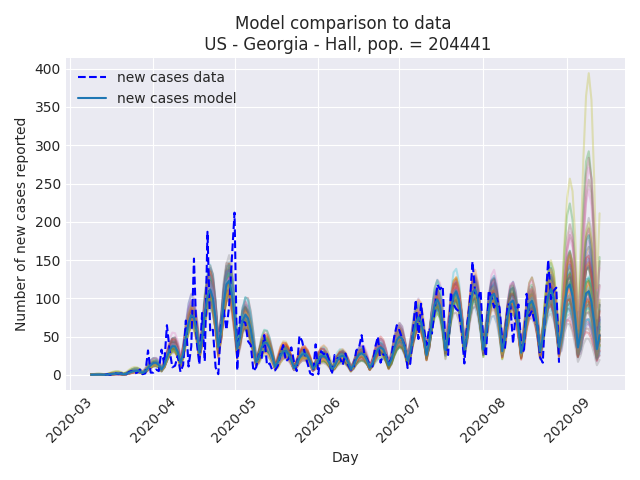 Model comparison to data
US - Georgia - Hall, pop. = 204441
new cases data
new cases model
Number of new cases reported
400
350
300
250
200
150
100
50
0
2020-03
2020-04
2020-05
2020-06
2020-07
2020-08
2020-09
Day